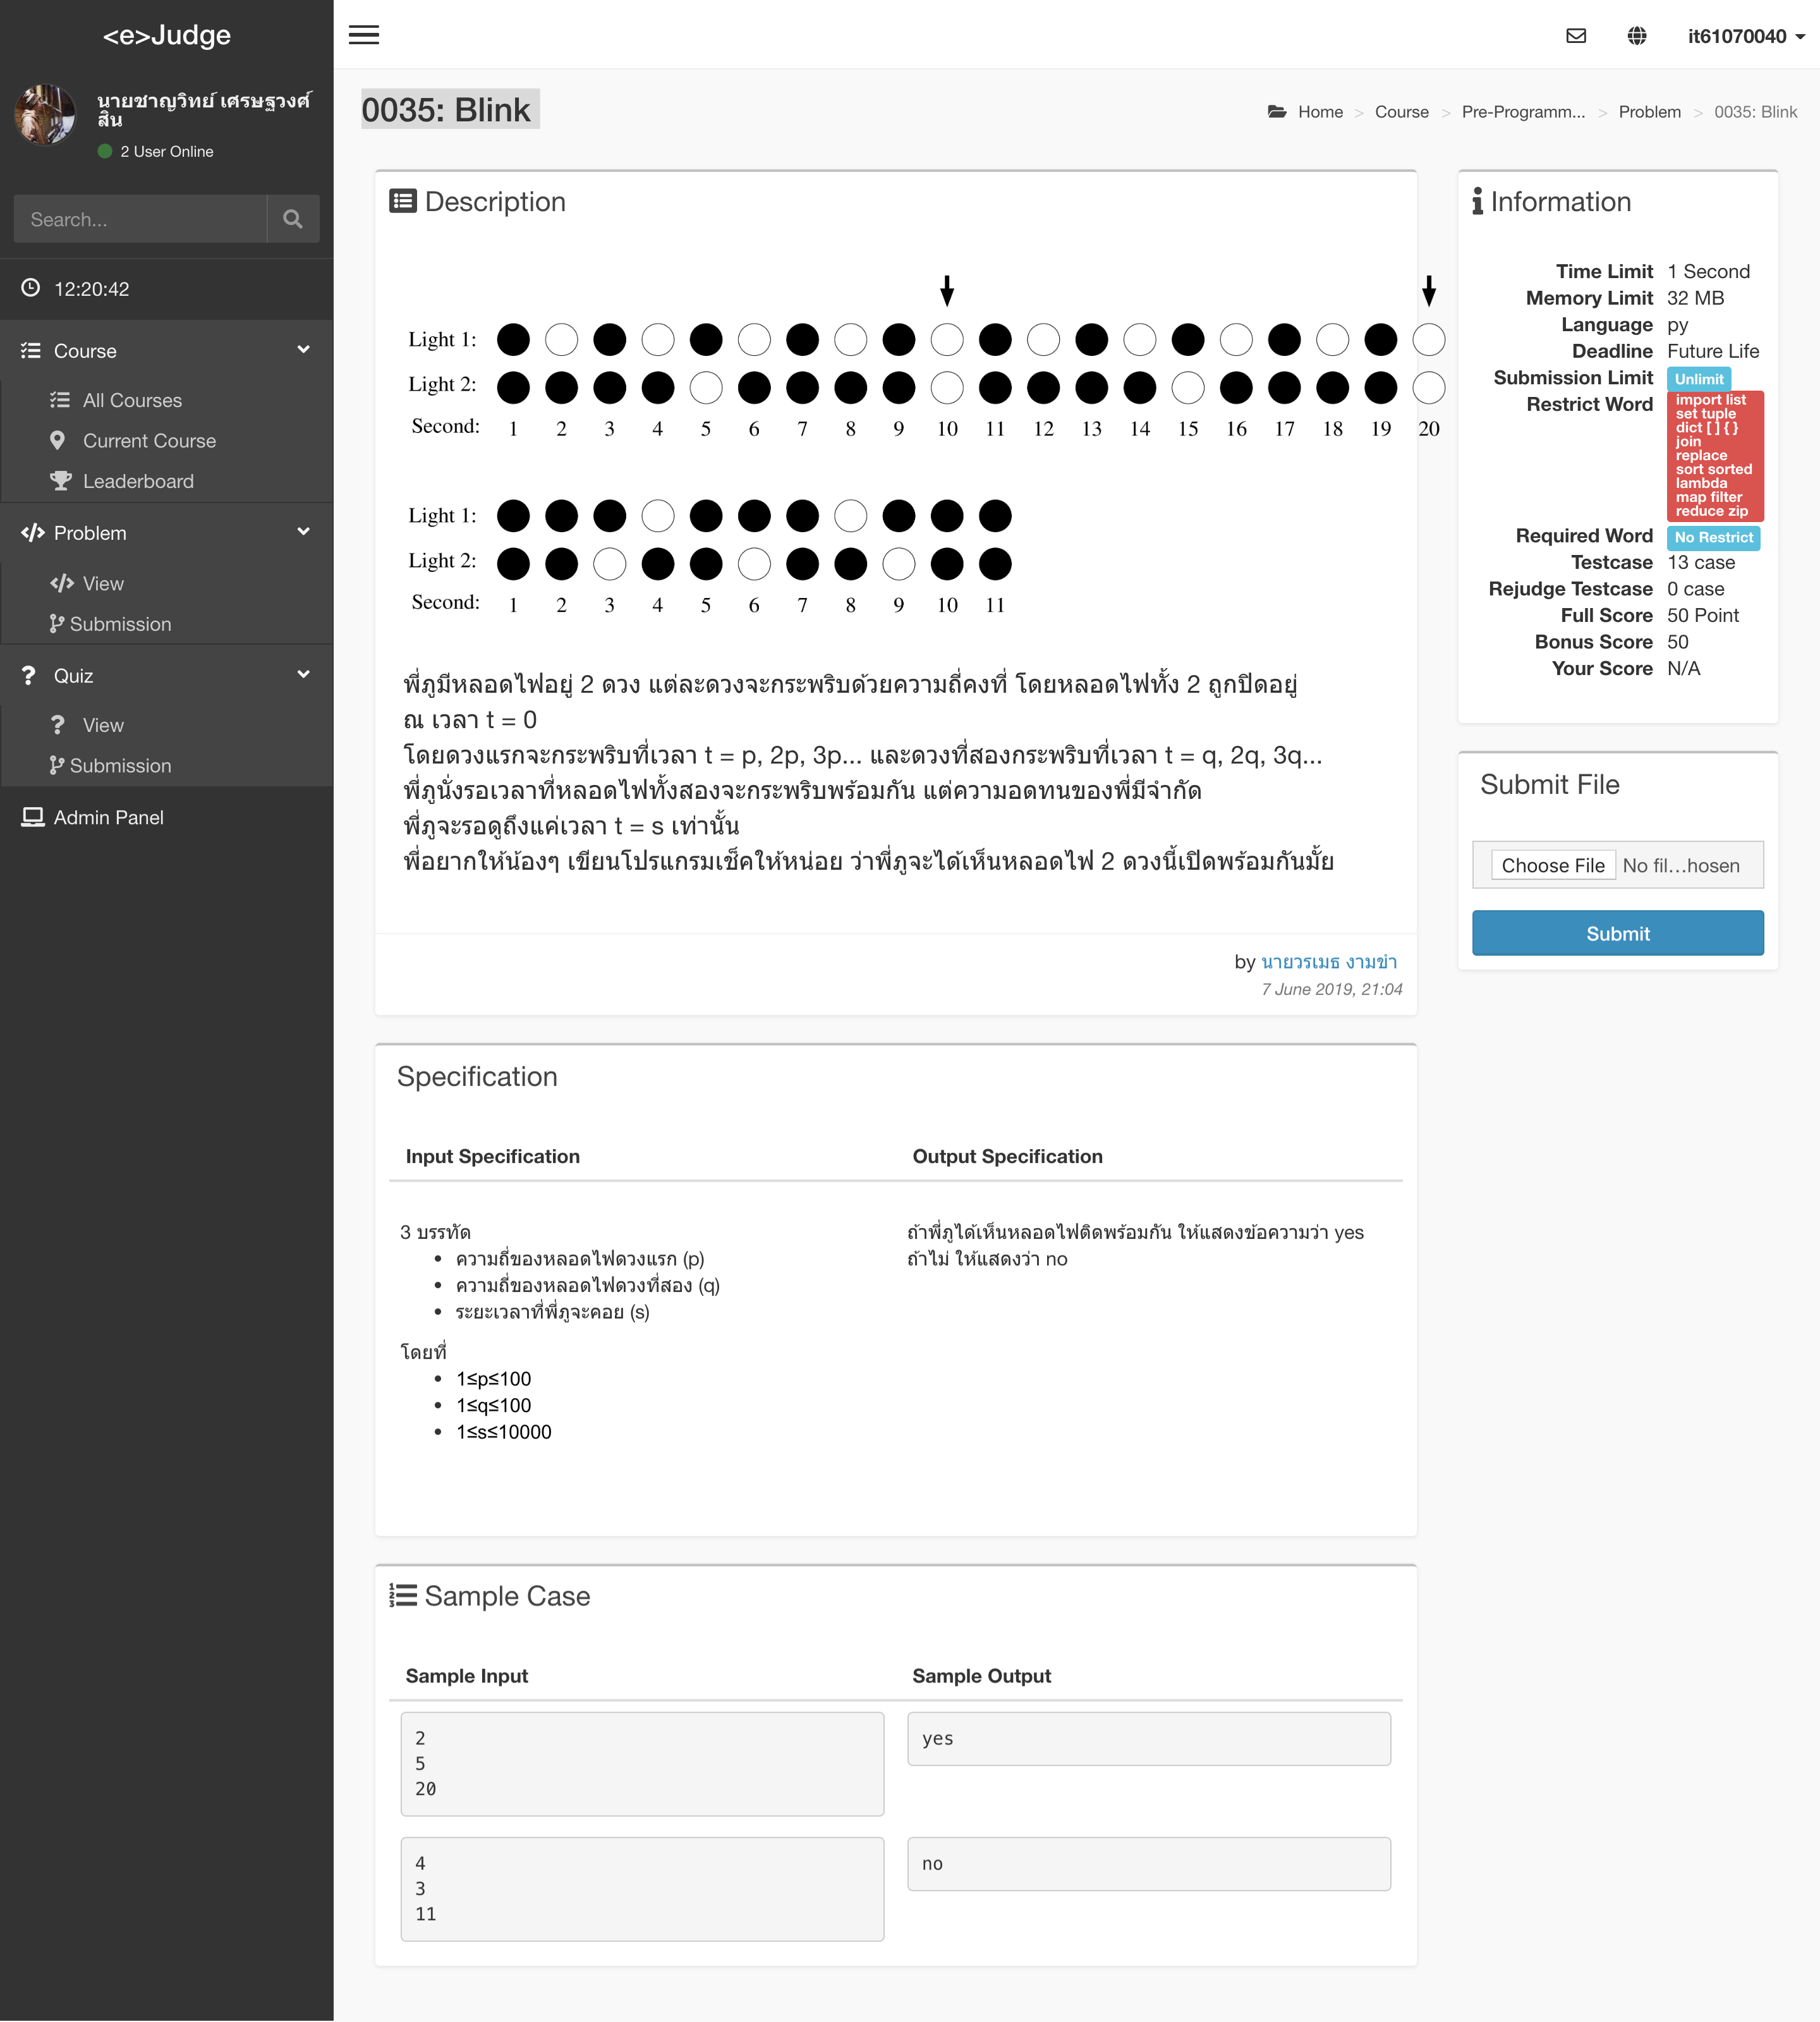 <e>Judge
it61070040
นายชาญวิทย์ เศรษฐวงศ์
สิน
2 User Online
Search...
12:20:42
Course
All Courses
Current Course
Leaderboard
Problem
View
Submission
Quiz
View
Submission
Admin Panel
0035: Blink
Home > Course > Pre-Programm... > Problem > 0035: Blink
Description
Light 1:
Light 2:
Second: 1 2 3 4 5 6 7 8 9 10 11 12 13 14 15 16 17 18 19 20
Light 1:
Light 2:
Second: 1 2 3 4 5 6 7 8 9 10 11
พี่ภูมีหลอดไฟอยู่ 2 ดวง แต่ละดวงจะกระพริบด้วยความถี่คงที่ โดยหลอดไฟทั้ง 2 ถูกปิดอยู่
ณ เวลา t = 0
โดยดวงแรกจะกระพริบที่เวลา t = p, 2p, 3p... และดวงที่สองกระพริบที่เวลา t = q, 2q, 3q...
พี่ภูนั่งรอเวลาที่หลอดไฟทั้งสองจะกระพริบพร้อมกัน แต่ความอดทนของพี่มีจำกัด
พี่ภูจะรอดูถึงแค่เวลา t = s เท่านั้น
พี่อยากให้น้องๆ เขียนโปรแกรมเช็คให้หน่อย ว่าพี่ภูจะได้เห็นหลอดไฟ 2 ดวงนี้เปิดพร้อมกันมั้ย
by นายวรเมธ งามขำ
7 June 2019, 21:04
Information
Time Limit 1 Second
Memory Limit 32 MB
Language py
Deadline Future Life
Submission Limit Unlimit
Restrict Word import list
set tuple
dict [ ] { }
join
replace
sort sorted
lambda
map filter
reduce zip
Required Word No Restrict
Testcase 13 case
Rejudge Testcase 0 case
Full Score 50 Point
Bonus Score 50
Your Score N/A
Submit File
Choose File No fil...hosen
Submit
Specification
Input Specification
3 บรรทัด
• ความถี่ของหลอดไฟดวงแรก (p)
• ความถี่ของหลอดไฟดวงที่สอง (q)
• ระยะเวลาที่พี่ภูจะคอย (s)
โดยที่
• 1≤p≤100
• 1≤q≤100
• 1≤s≤10000
Output Specification
ถ้าพี่ภูได้เห็นหลอดไฟติดพร้อมกัน ให้แสดงข้อความว่า yes
ถ้าไม่ ให้แสดงว่า no
Sample Case
Sample Input Sample Output
2
5
20
yes
4
3
11
no